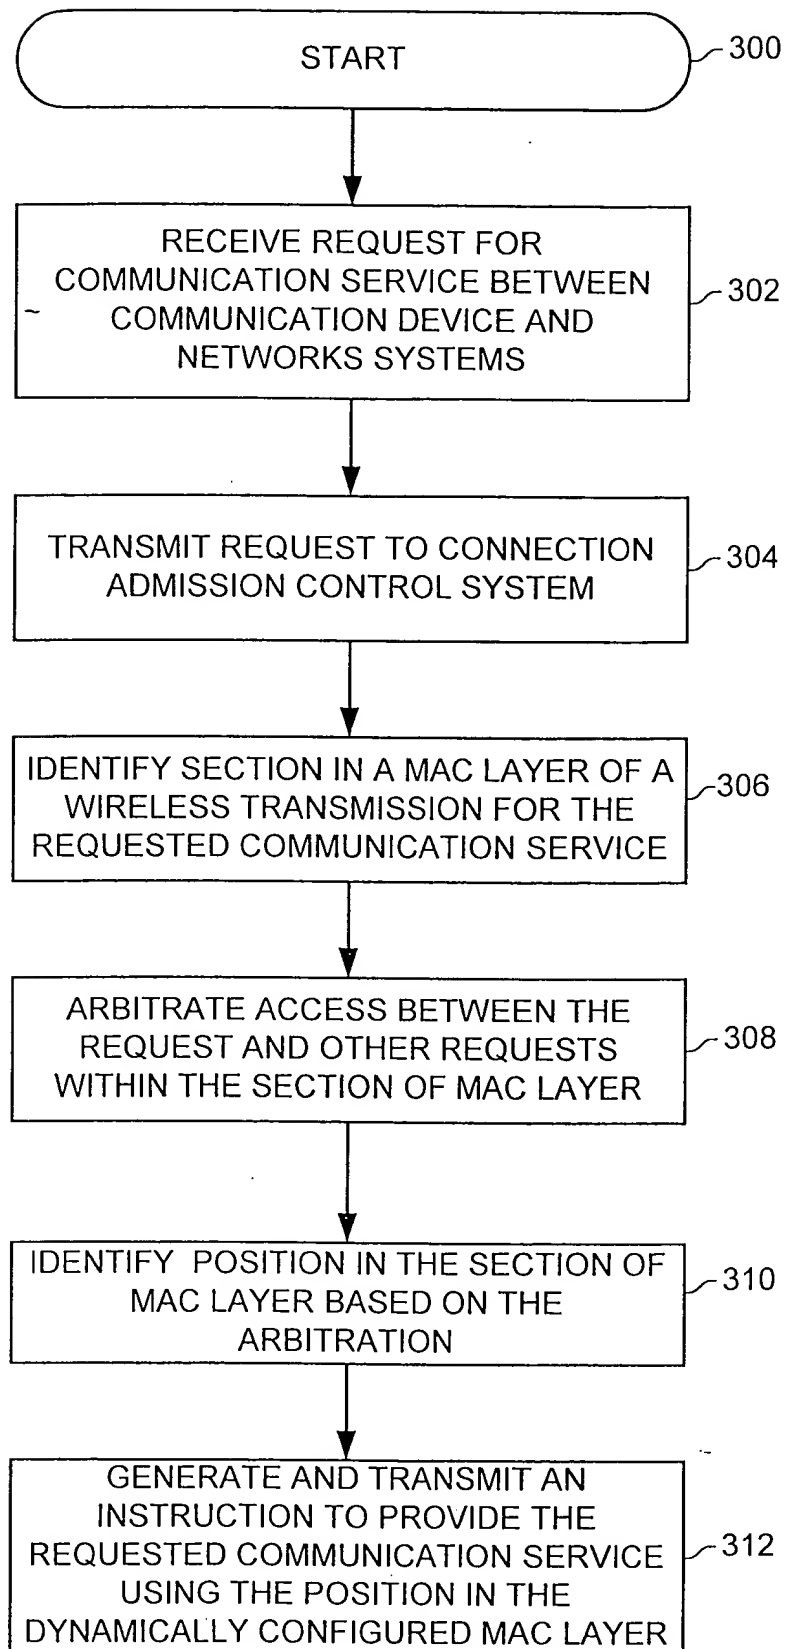 START
300
RECEIVE REQUEST FOR
COMMUNICATION SERVICE BETWEEN
COMMUNICATION DEVICE AND
NETWORKS SYSTEMS
302
TRANSMIT REQUEST TO CONNECTION
ADMISSION CONTROL SYSTEM
304
IDENTIFY SECTION IN A MAC LAYER OF A
WIRELESS TRANSMISSION FOR THE
REQUESTED COMMUNICATION SERVICE
306
ARBITRATE ACCESS BETWEEN THE
REQUEST AND OTHER REQUESTS
WITHIN THE SECTION OF MAC LAYER
308
IDENTIFY POSITION IN THE SECTION OF
MAC LAYER BASED ON THE
ARBITRATION
310
GENERATE AND TRANSMIT AN
INSTRUCTION TO PROVIDE THE
REQUESTED COMMUNICATION SERVICE
USING THE POSITION IN THE
DYNAMICALLY CONFIGURED MAC LAYER
312